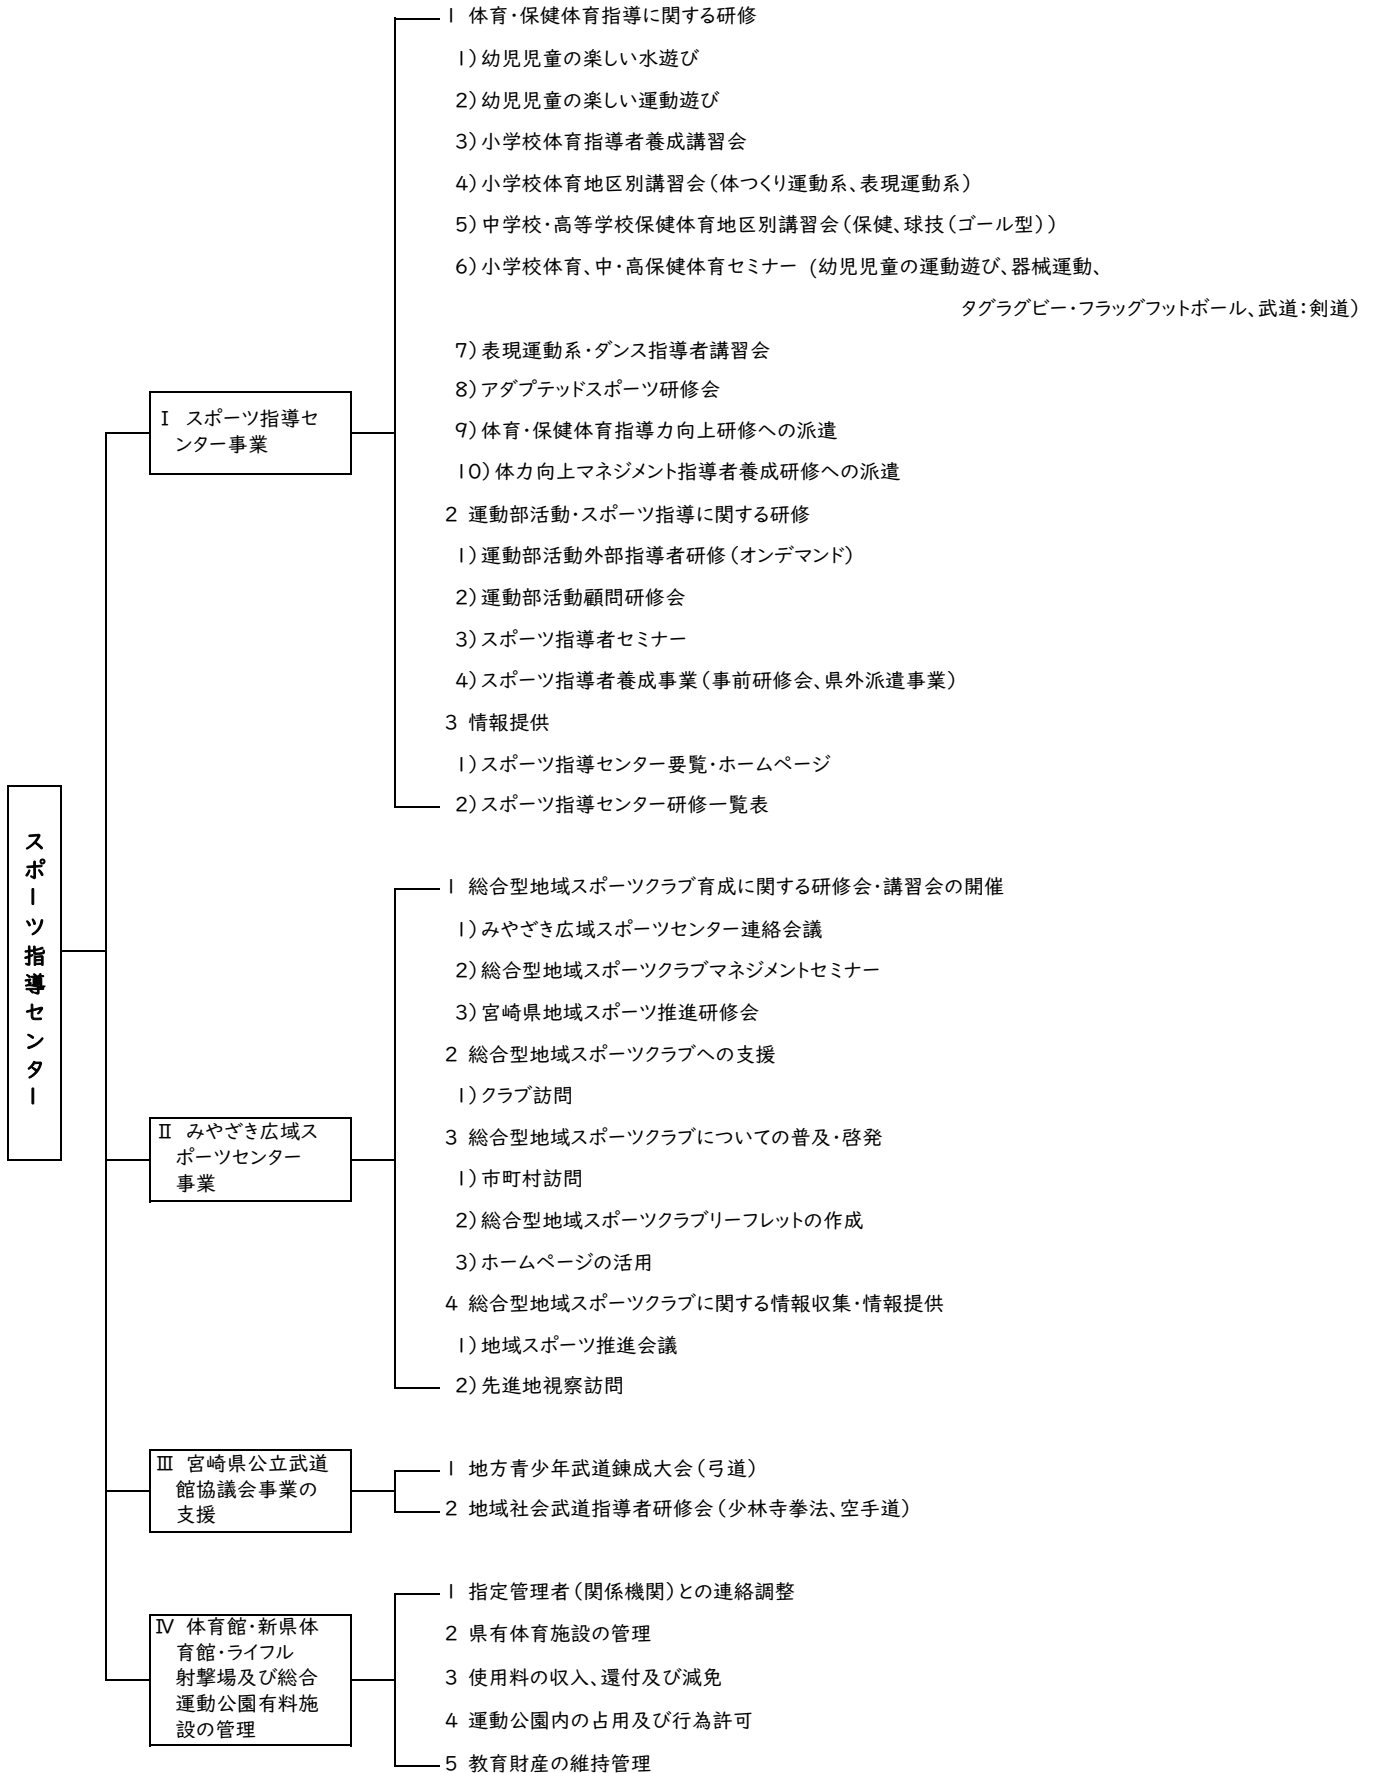 スポーツ指導センター
Ⅰ スポーツ指導セ
ンター事業
1 体育・保健体育指導に関する研修
1)幼児児童の楽しい水遊び
2)幼児児童の楽しい運動遊び
3)小学校体育指導者養成講習会
4)小学校体育地区別講習会(体つくり運動系、表現運動系)
5)中学校・高等学校保健体育地区別講習会(保健、球技(ゴール型))
6)小学校体育、中・高保健体育セミナー (幼児児童の運動遊び、器械運動、
タグラグビー・フラッグフットボール、武道:剣道)
7)表現運動系・ダンス指導者講習会
8)アダプテッドスポーツ研修会
9)体育・保健体育指導力向上研修への派遣
10)体力向上マネジメント指導者養成研修への派遣
2 運動部活動・スポーツ指導に関する研修
1)運動部活動外部指導者研修(オンデマンド)
2)運動部活動顧問研修会
3)スポーツ指導者セミナー
4)スポーツ指導者養成事業(事前研修会、県外派遣事業)
3 情報提供
1)スポーツ指導センター要覧・ホームページ
2)スポーツ指導センター研修一覧表
Ⅱ みやざき広域ス
ポーツセンター
事業
1 総合型地域スポーツクラブ育成に関する研修会・講習会の開催
1)みやざき広域スポーツセンター連絡会議
2)総合型地域スポーツクラブマネジメントセミナー
3)宮崎県地域スポーツ推進研修会
2 総合型地域スポーツクラブへの支援
1)クラブ訪問
3 総合型地域スポーツクラブについての普及・啓発
1)市町村訪問
2)総合型地域スポーツクラブリーフレットの作成
3)ホームページの活用
4 総合型地域スポーツクラブに関する情報収集・情報提供
1)地域スポーツ推進会議
2)先進地視察訪問
Ⅲ 宮崎県公立武道
館協議会事業の
支援
1 地方青少年武道錬成大会(弓道)
2 地域社会武道指導者研修会(少林寺拳法、空手道)
Ⅳ 体育館・新県体
育館・ライフル
射撃場及び総合
運動公園有料施
設の管理
1 指定管理者(関係機関)との連絡調整
2 県有体育施設の管理
3 使用料の収入、還付及び減免
4 運動公園内の占用及び行為許可
5 教育財産の維持管理